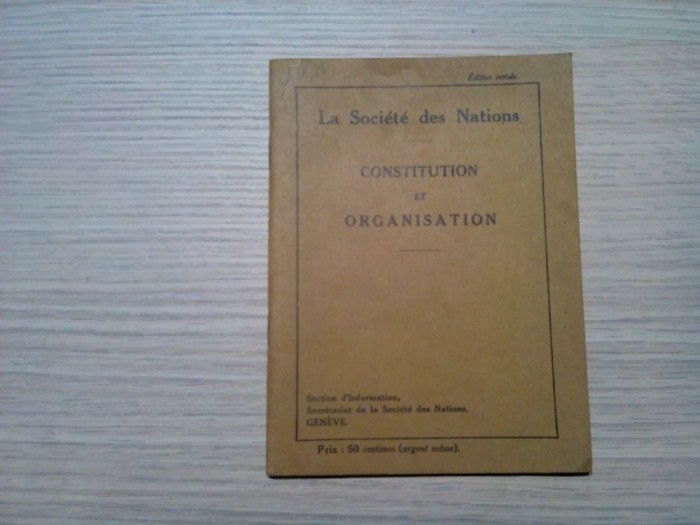 Édition revisée.
La Société des Nations
CONSTITUTION
ET
ORGANISATION
Section d'Information,
Secrétariat de la Société des Nations,
GENÈVE.
Prix : 50 centimes (argent suisse).